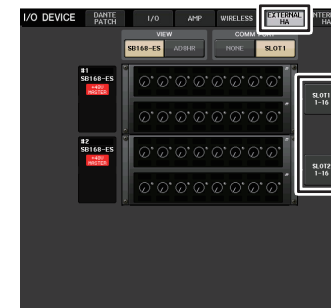 I/O DEVICE
DANTE PATCH
I/O
AMP
WIRELESS
EXTERNAL HA
VIEW
COMM PORT
SB168-ES
AD8HR
NONE
SLOT1
#1
SB168-ES
+48V MASTER
SLOT1
1-16
#2
SB168-ES
+48V MASTER
SLOT2
1-16